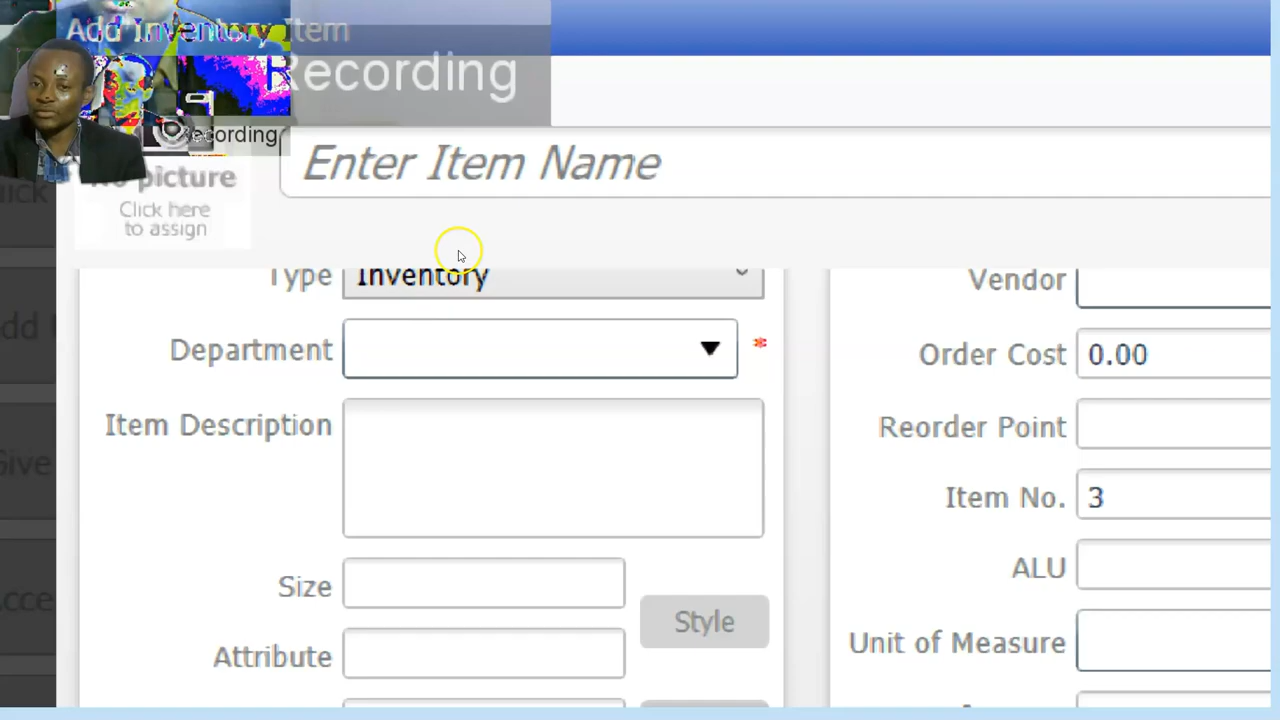 Add Inventory Item
Recording
Recording
Enter Item Name
picture
Click here
to assign
Type Inventory
Department *
Item Description
Size
Style
Attribute
Vendor
Order Cost 0.00
Reorder Point
Item No. 3
ALU
Unit of Measure